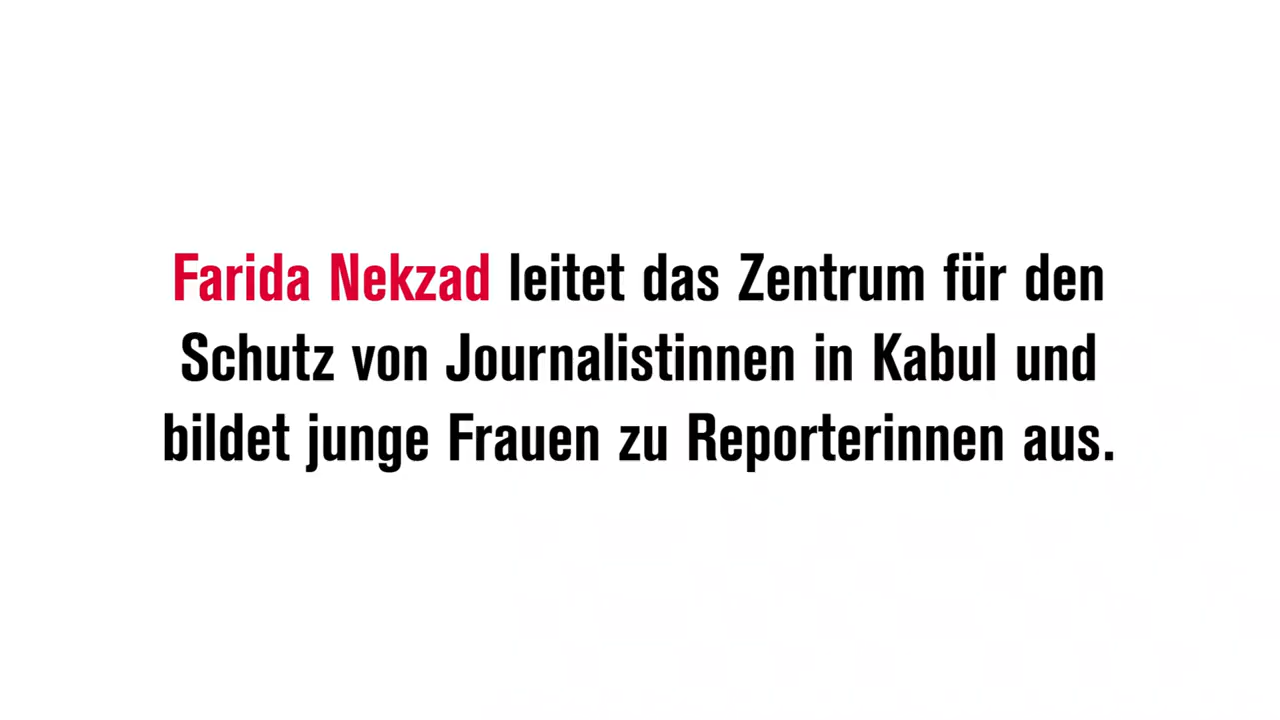 Farida Nekzad leitet das Zentrum für den
Schutz von Journalistinnen in Kabul und
bildet junge Frauen zu Reporterinnen aus.